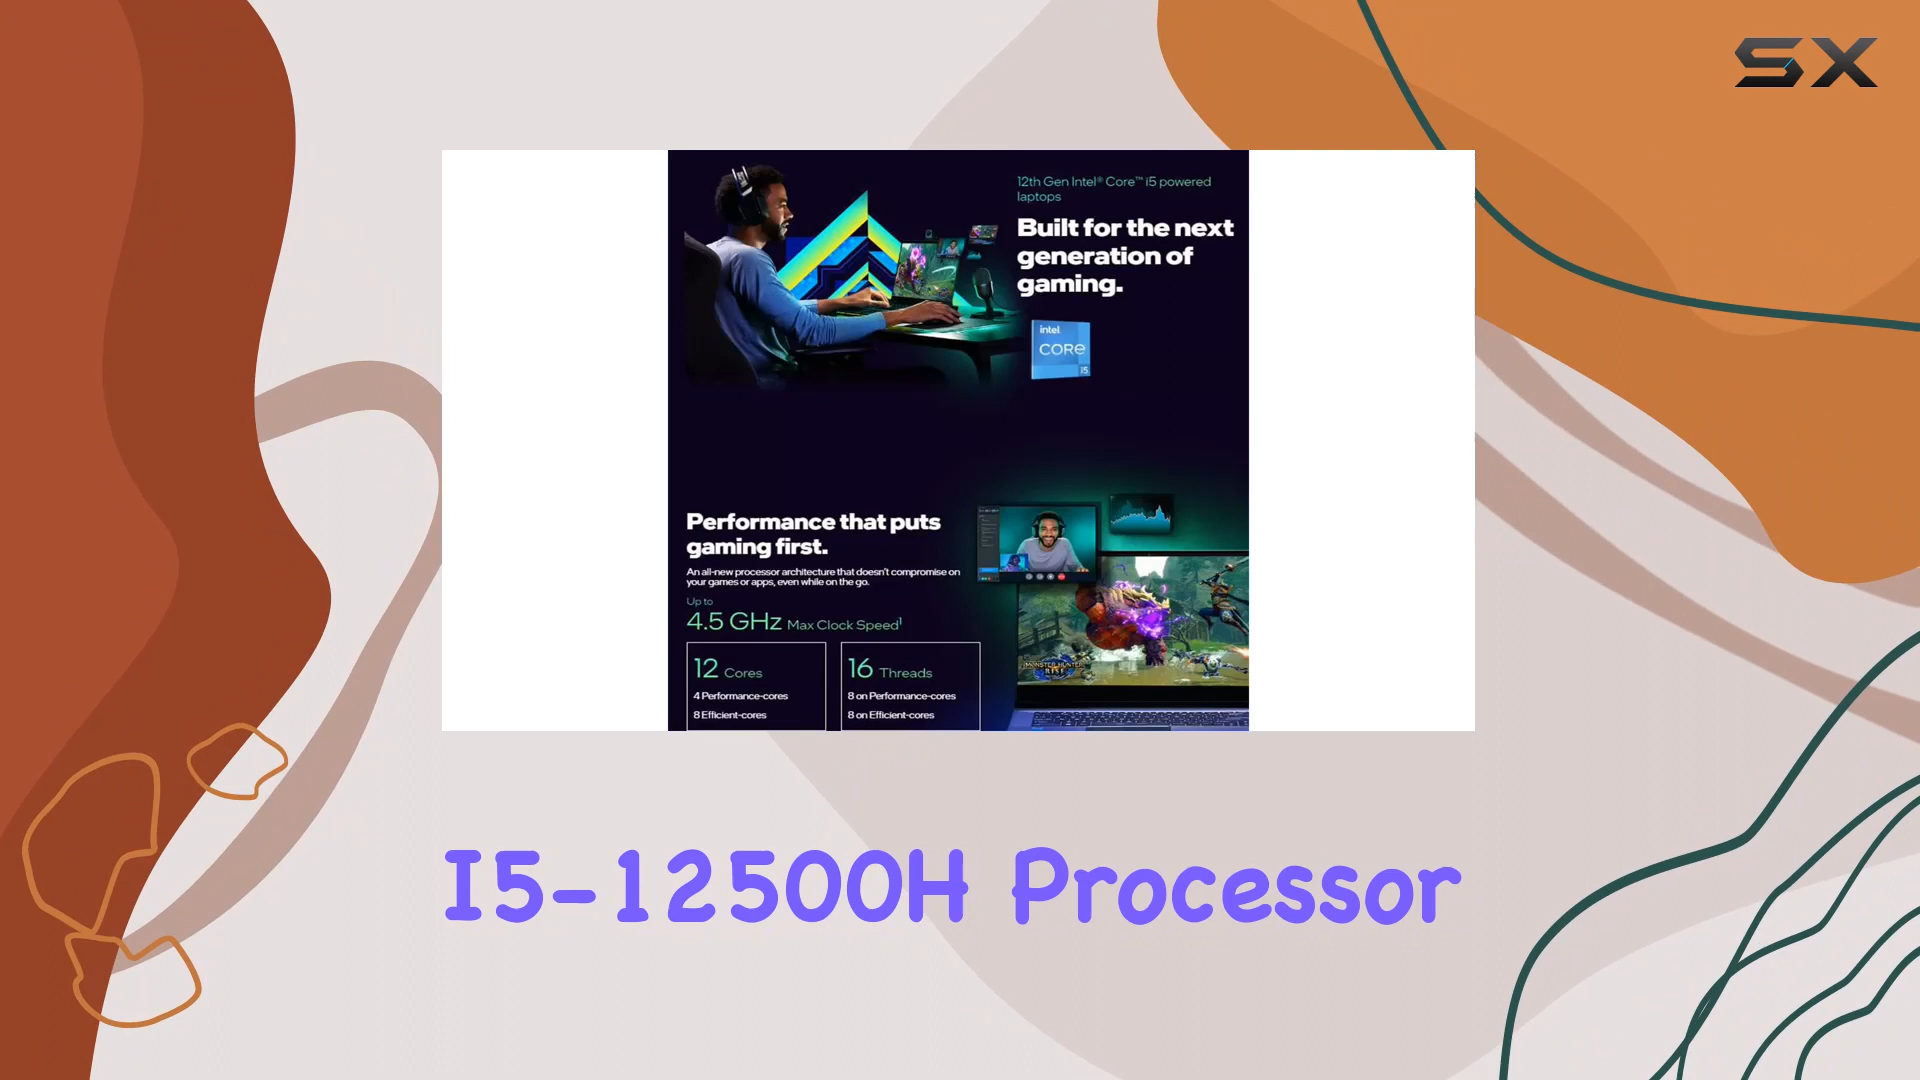 SX
12th Gen Intel® Core™ i5 powered
laptops
Built for the next
generation of
gaming.
intel
CORE
i5
Performance that puts
gaming first.
An all-new processor architecture that doesn't compromise on
your games or apps, even while on the go.
Up to
4.5 GHz Max Clock Speed¹
12 Cores
4 Performance-cores
8 Efficient-cores
16 Threads
8 on Performance-cores
8 on Efficient-cores
MONSTER HUNTER
RISE
I5-12500H Processor